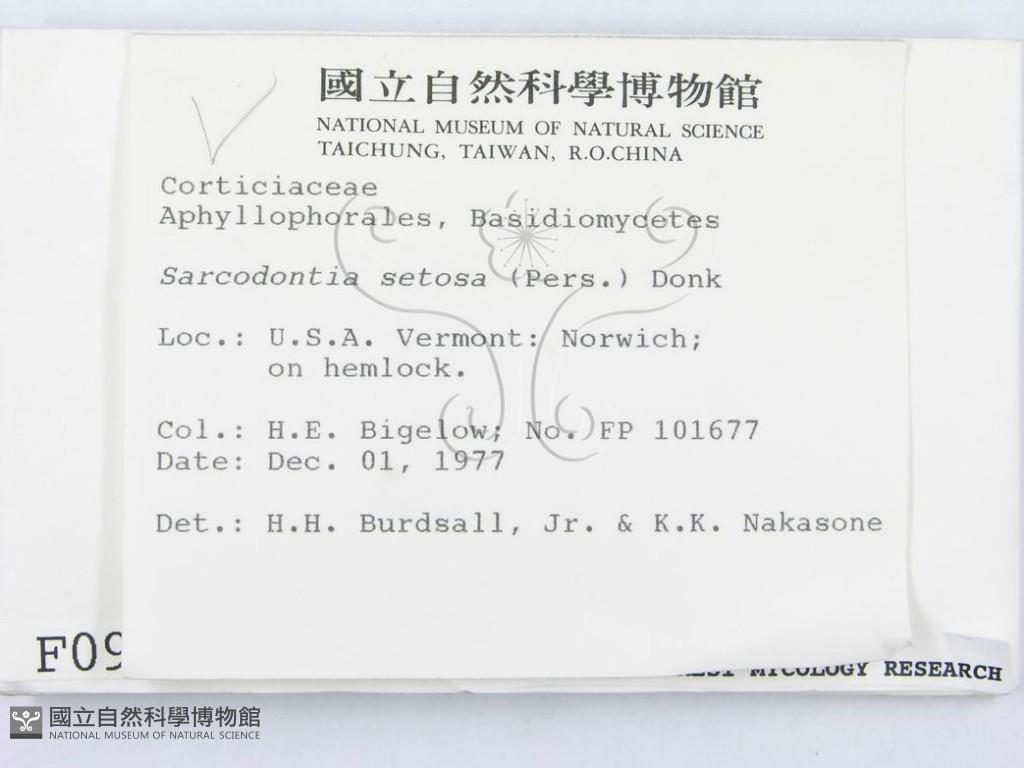 國立自然科學博物館
NATIONAL MUSEUM OF NATURAL SCIENCE
TAICHUNG, TAIWAN, R.O.CHINA
Corticiaceae
Aphyllophorales, Basidiomycetes
Sarcodontia setosa (Pers.) Donk
Loc.: U.S.A. Vermont: Norwich;
on hemlock.
Col.: H.E. Bigelow; No. FP 101677
Date: Dec. 01, 1977
Det.: H.H. Burdsall, Jr. & K.K. Nakasone
F09
MYCOLOGY RESEARCH
國立自然科學博物館
NATIONAL MUSEUM OF NATURAL SCIENCE